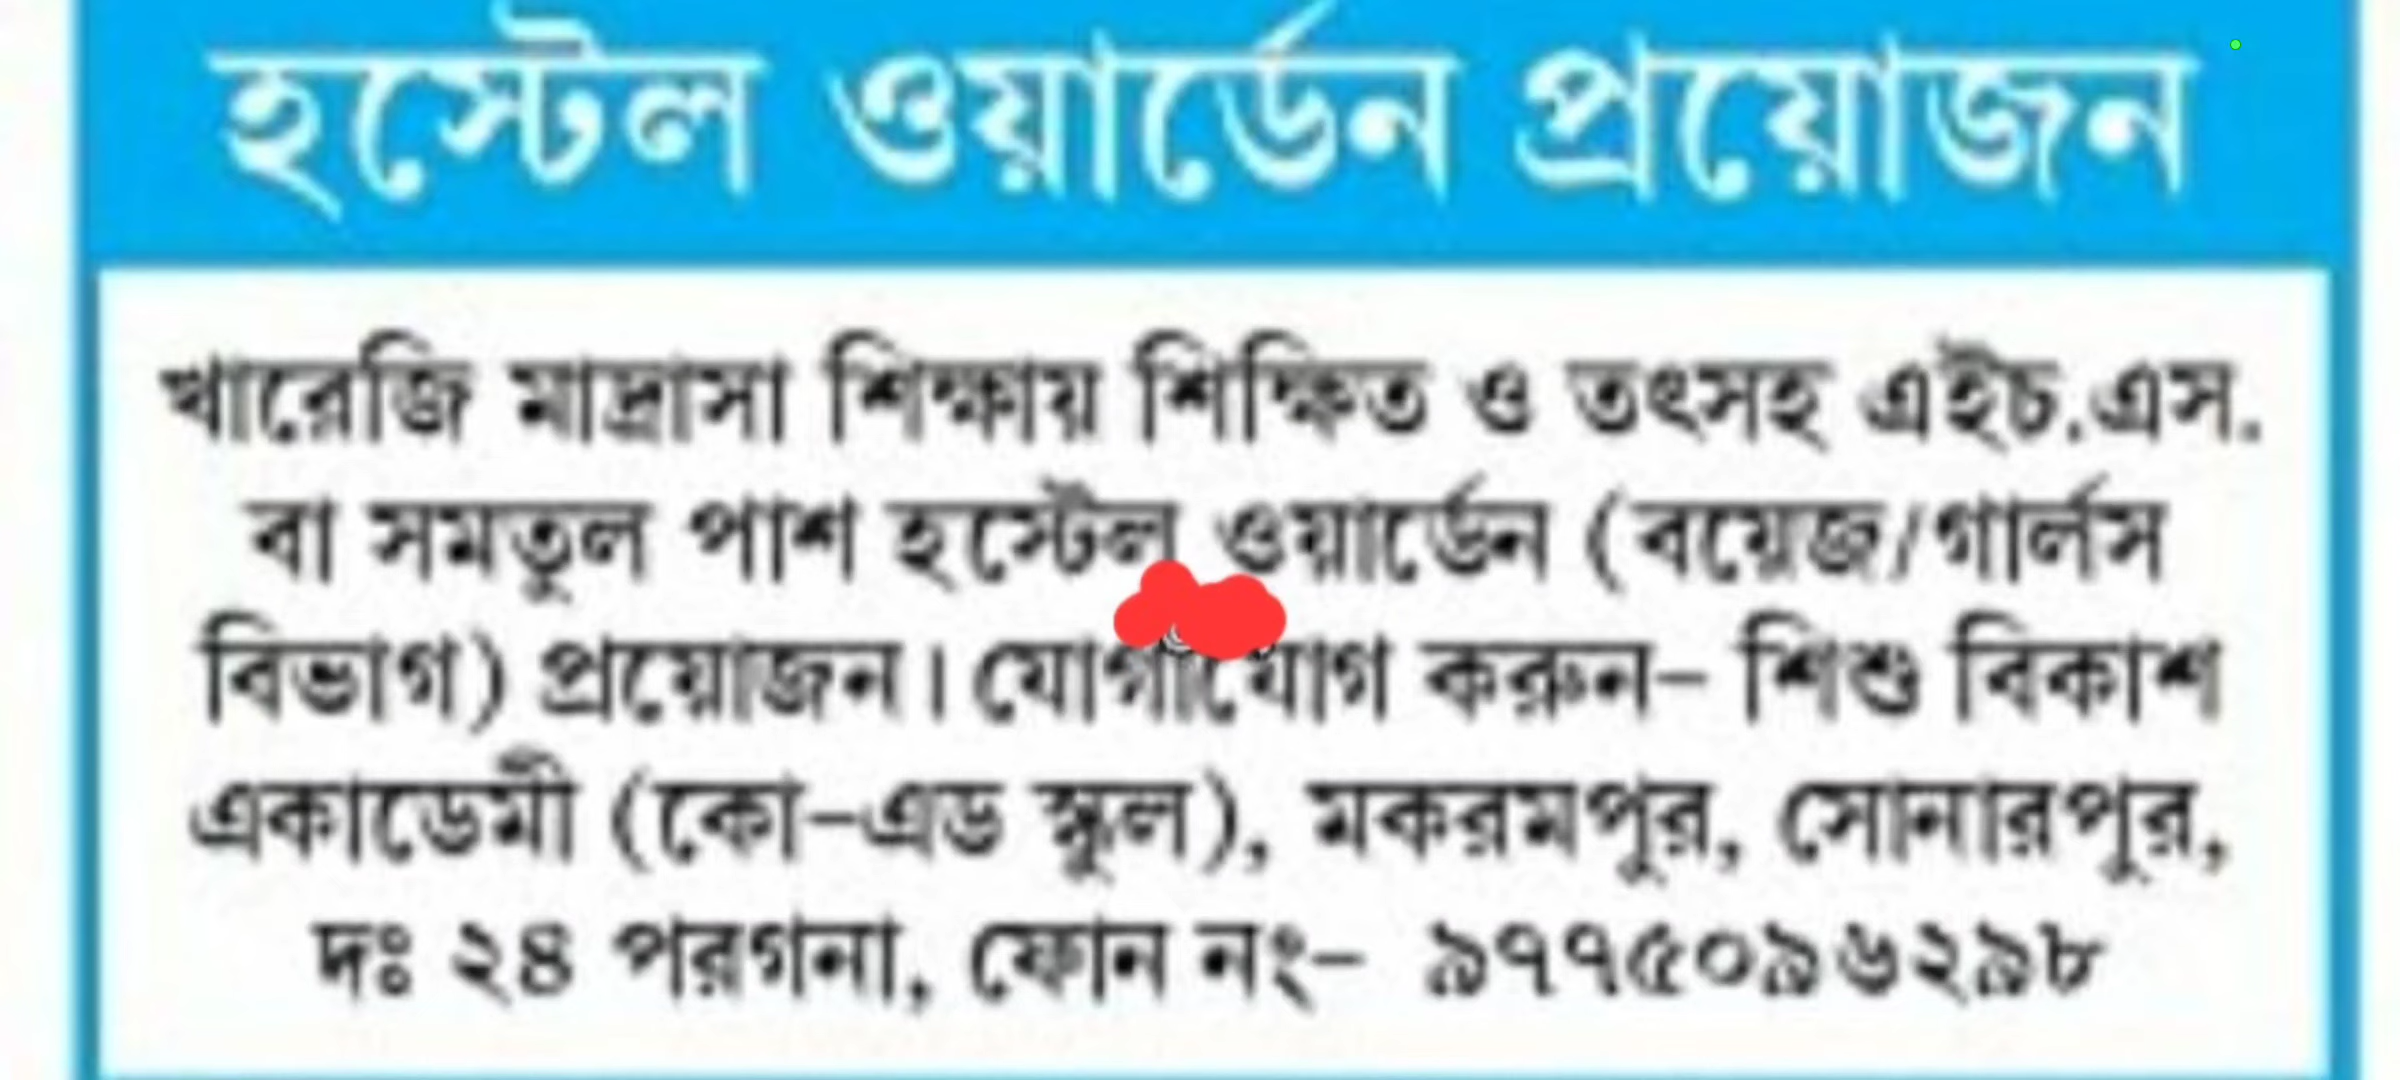 হস্টেল ওয়ার্ডেন প্রয়োজন
খারেজি মাদ্রাসা শিক্ষায় শিক্ষিত ও তৎসহ এইচ.এস.
বা সমতুল পাশ হস্টেল ওয়ার্ডেন (বয়েজ/গার্লস
বিভাগ) প্রয়োজন। যোগাযোগ করুন- শিশু বিকাশ
একাডেমী (কো-এড স্কুল), মকরমপুর, সোনারপুর,
দঃ ২৪ পরগনা, ফোন নং- ৯৭৭৫০৯৬২৯৮